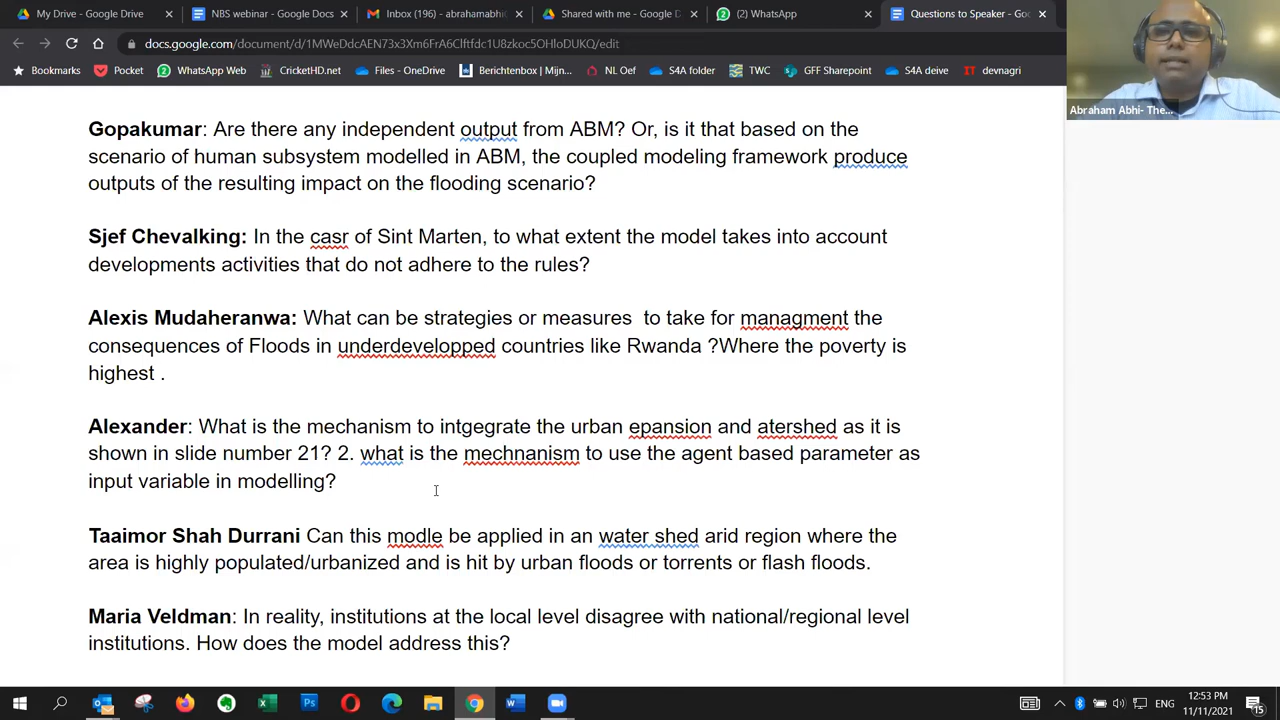 My Drive - Google Drive
NBS webinar - Google Docs
Inbox (196) - abrahamabhi
Shared with me - Google D
(2) WhatsApp
Questions to Speaker - Goo
docs.google.com/document/d/1MWeDdcAEN73x3Xm6FrA6Clftfdc1U8zkoc5OHloDUKQ/edit
Bookmarks
Pocket
WhatsApp Web
CricketHD.net
Files - OneDrive
Berichtenbox | Mijn...
NL Oef
S4A folder
TWC
GFF Sharepoint
S4A deive
devnagri
Abraham Abhi- The...
Gopakumar: Are there any independent output from ABM? Or, is it that based on the
scenario of human subsystem modelled in ABM, the coupled modeling framework produce
outputs of the resulting impact on the flooding scenario?
Sjef Chevalking: In the casr of Sint Marten, to what extent the model takes into account
developments activities that do not adhere to the rules?
Alexis Mudaheranwa: What can be strategies or measures  to take for managment the
consequences of Floods in underdevelopped countries like Rwanda ?Where the poverty is
highest .
Alexander: What is the mechanism to intgegrate the urban epansion and atershed as it is
shown in slide number 21? 2. what is the mechnanism to use the agent based parameter as
input variable in modelling?
Taaimor Shah Durrani Can this modle be applied in an water shed arid region where the
area is highly populated/urbanized and is hit by urban floods or torrents or flash floods.
Maria Veldman: In reality, institutions at the local level disagree with national/regional level
institutions. How does the model address this?
ENG
12:53 PM
11/11/2021
15